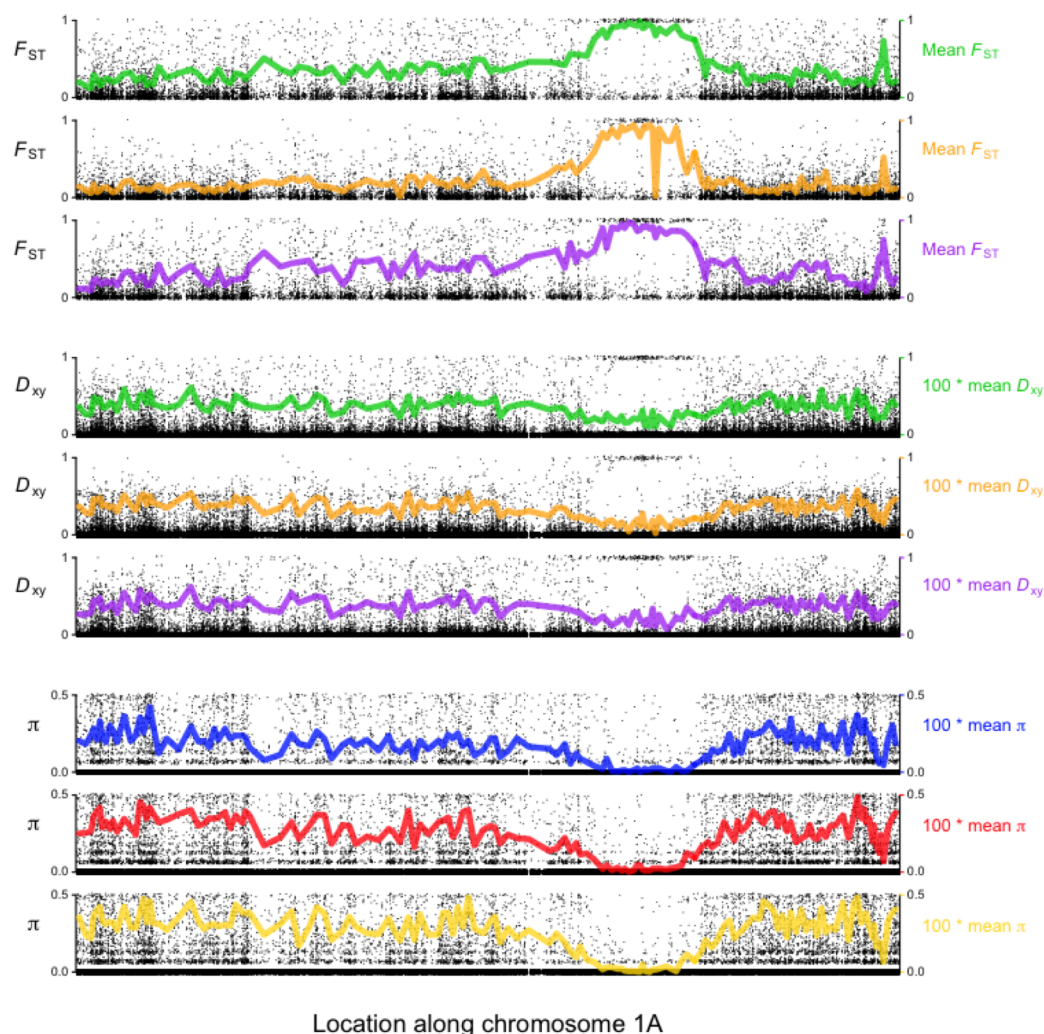 1 1
F_ST Mean F_ST
0 0
1 1
F_ST Mean F_ST
0 0
1 1
F_ST Mean F_ST
0 0
1 1
D_xy 100 * mean D_xy
0 0
1 1
D_xy 100 * mean D_xy
0 0
1 1
D_xy 100 * mean D_xy
0 0
0.5 0.5
π 100 * mean π
0.0 0.0
0.5 0.5
π 100 * mean π
0.0 0.0
0.5 0.5
π 100 * mean π
0.0 0.0
Location along chromosome 1A